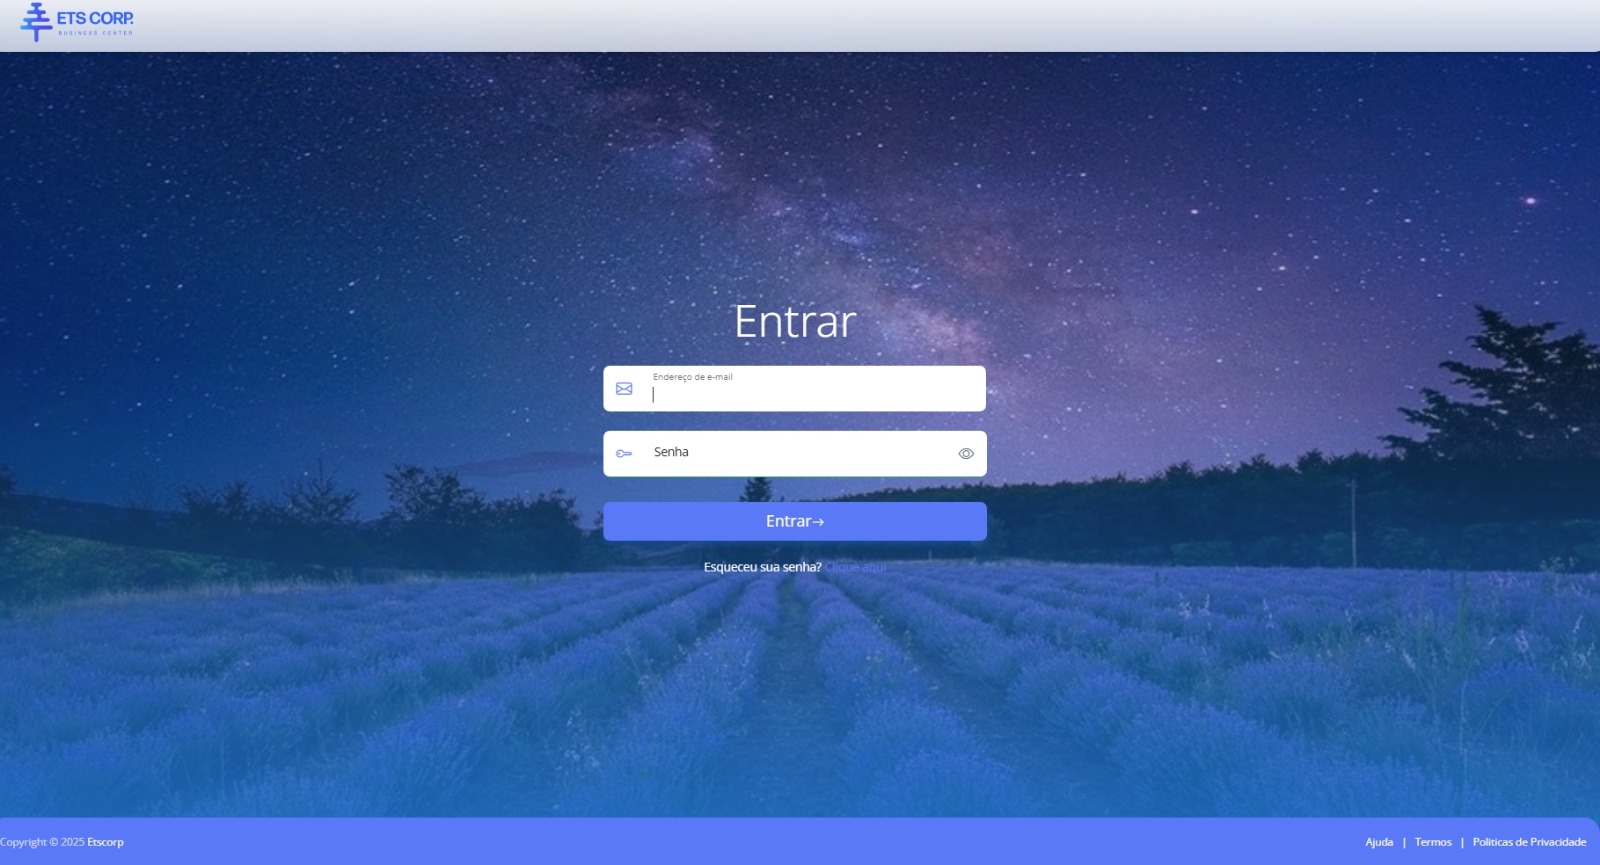 ETS CORP.
BUSINESS CENTER
Entrar
Endereço de e-mail
Senha
Entrar→
Esqueceu sua senha? Clique aqui
Copyright © 2025 Etscorp
Ajuda | Termos | Politicas de Privacidade